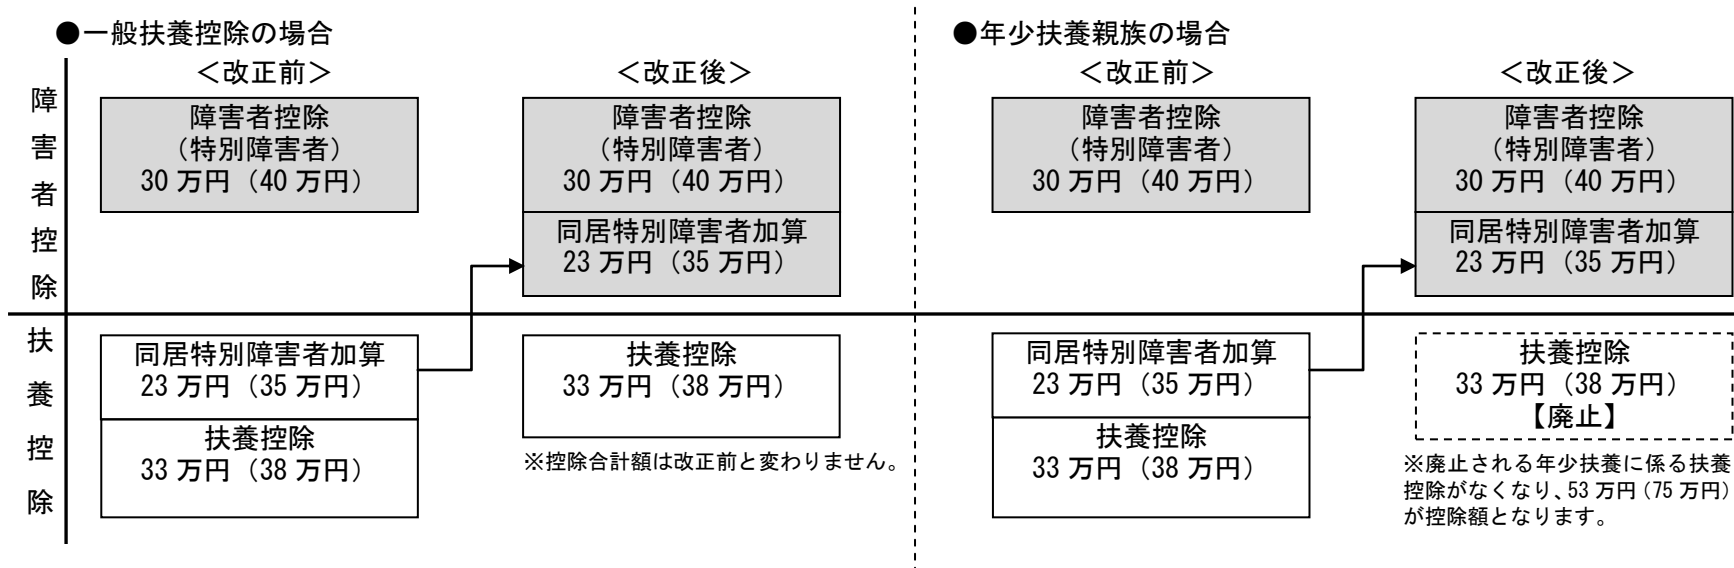 ●一般扶養控除の場合
＜改正前＞
＜改正後＞
障害者控除
障害者控除
（特別障害者）
30 万円（40 万円）
障害者控除
（特別障害者）
30 万円（40 万円）
同居特別障害者加算
23 万円（35 万円）
扶養控除
同居特別障害者加算
23 万円（35 万円）
扶養控除
33 万円（38 万円）
扶養控除
33 万円（38 万円）
※控除合計額は改正前と変わりません。
●年少扶養親族の場合
＜改正前＞
＜改正後＞
障害者控除
（特別障害者）
30 万円（40 万円）
障害者控除
（特別障害者）
30 万円（40 万円）
同居特別障害者加算
23 万円（35 万円）
同居特別障害者加算
23 万円（35 万円）
扶養控除
33 万円（38 万円）
扶養控除
33 万円（38 万円）
【廃止】
※廃止される年少扶養に係る扶養
控除がなくなり、53 万円（75 万円）
が控除額となります。